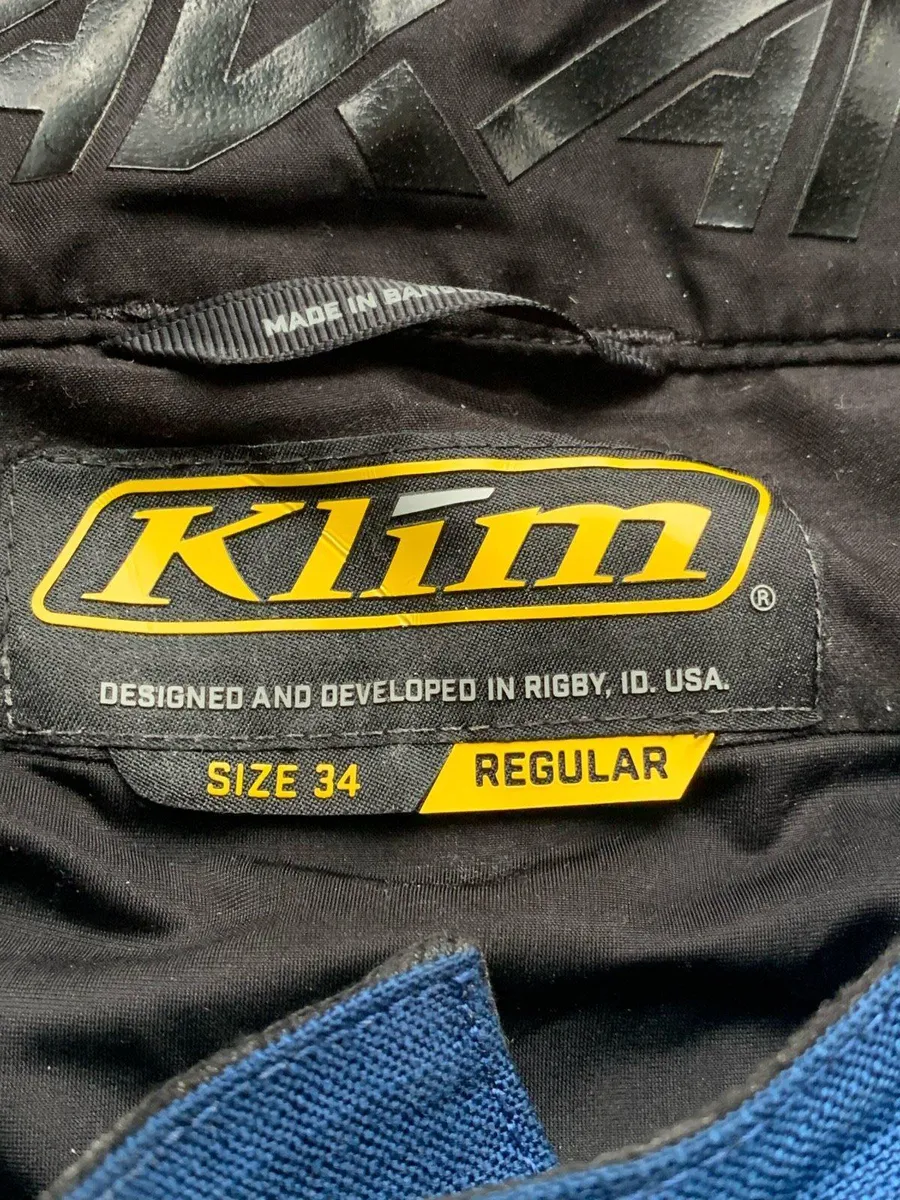 MADE IN
Klim
®
DESIGNED AND DEVELOPED IN RIGBY, ID. USA.
SIZE 34
REGULAR